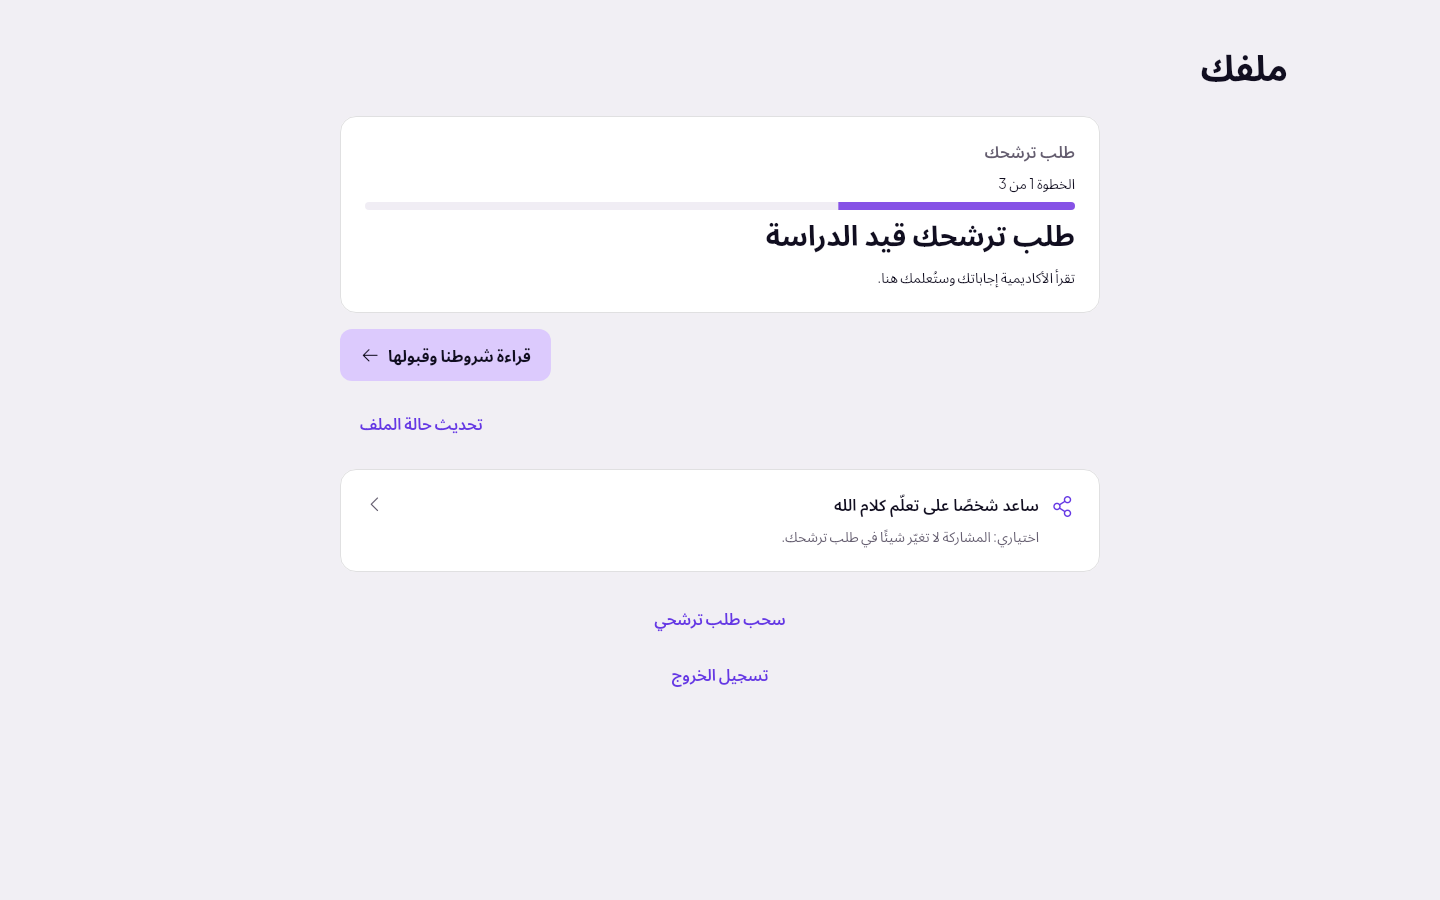 ملفك
طلب ترشحك
الخطوة 1 من 3
طلب ترشحك قيد الدراسة
تقرأ الأكاديمية إجاباتك وستُعلمك هنا.
قراءة شروطنا وقبولها
تحديث حالة الملف
ساعد شخصًا على تعلّم كلام الله
اختياري: المشاركة لا تغيّر شيئًا في طلب ترشحك.
سحب طلب ترشحي
تسجيل الخروج